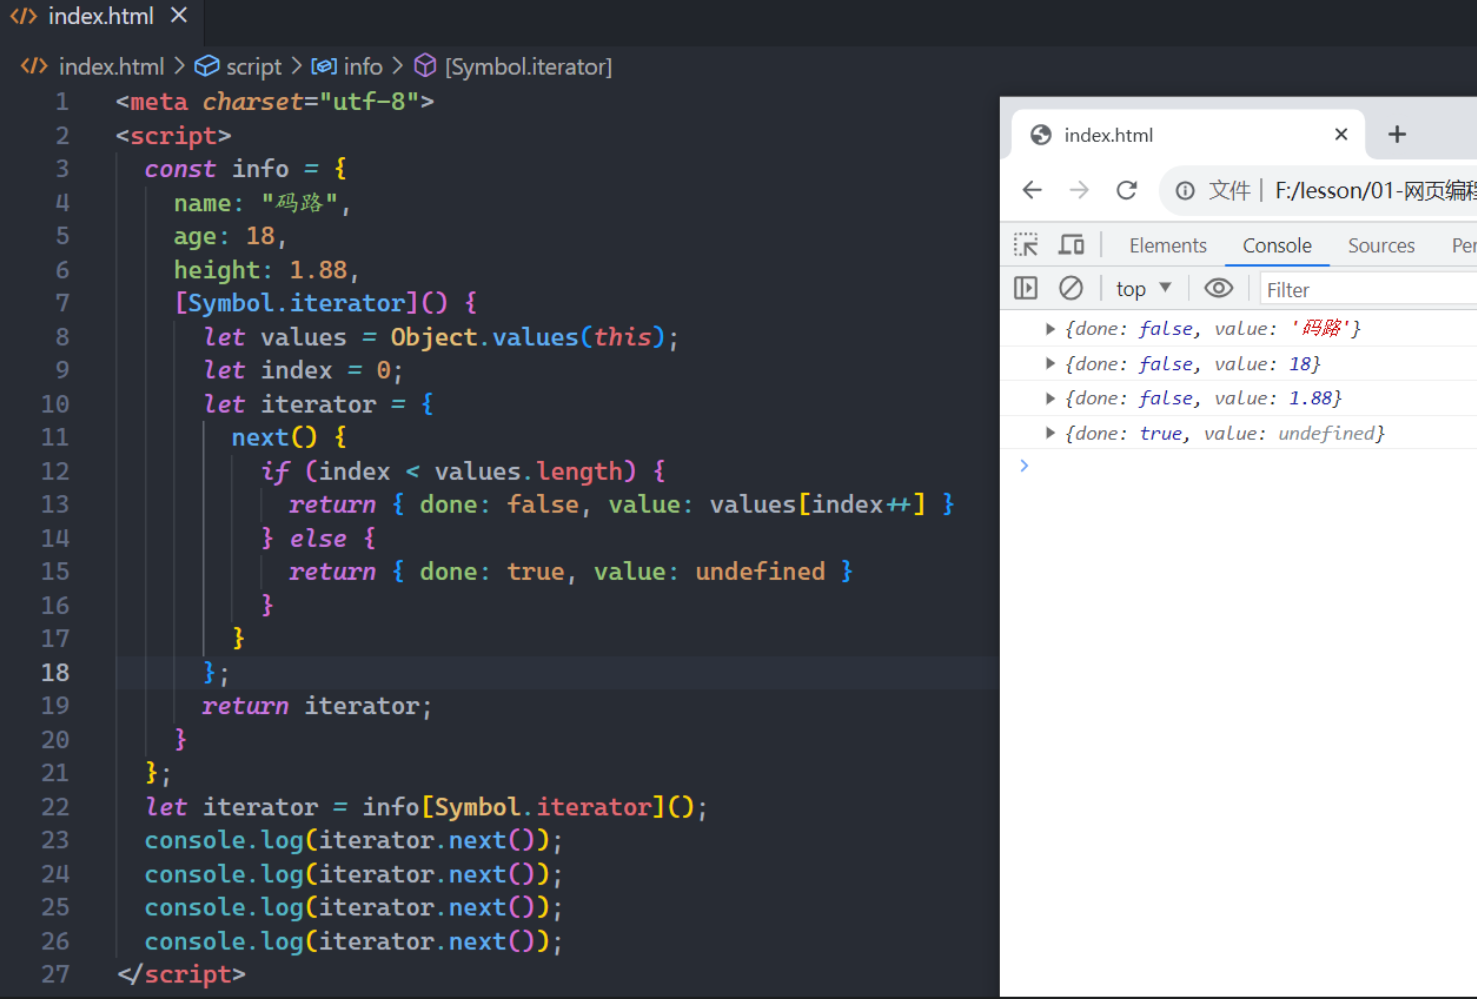 index.html
index.html > script > info > [Symbol.iterator]
1 <meta charset="utf-8">
2 <script>
3 const info = {
4 name: "码路",
5 age: 18,
6 height: 1.88,
7 [Symbol.iterator]() {
8 let values = Object.values(this);
9 let index = 0;
10 let iterator = {
11 next() {
12 if (index < values.length) {
13 return { done: false, value: values[index++] }
14 } else {
15 return { done: true, value: undefined }
16 }
17 }
18 };
19 return iterator;
20 }
21 };
22 let iterator = info[Symbol.iterator]();
23 console.log(iterator.next());
24 console.log(iterator.next());
25 console.log(iterator.next());
26 console.log(iterator.next());
27 </script>
index.html
文件 | F:/lesson/01-网页编程
Elements Console Sources Per
top Filter
{done: false, value: '码路'}
{done: false, value: 18}
{done: false, value: 1.88}
{done: true, value: undefined}